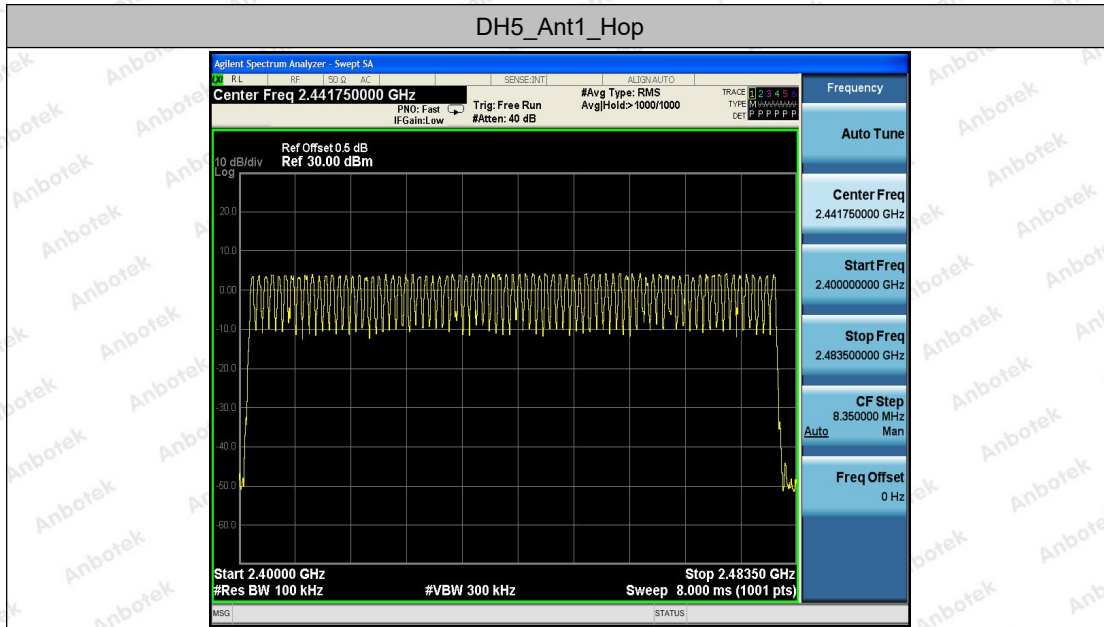 DH5_Ant1_Hop
Agilent Spectrum Analyzer - Swept SA
RL RF 50 Ω AC SENSE:INT ALIGNAUTO
Center Freq 2.441750000 GHz
PNO: Fast
IFGain:Low
Trig: Free Run
#Atten: 40 dB
#Avg Type: RMS
Avg|Hold:>1000/1000
TRACE 1 2 3 4 5 6
TYPE M
DET P P P P P P
Ref Offset 0.5 dB
10 dB/div Ref 30.00 dBm
Log
20.0
10.0
0.00
-10.0
-20.0
-30.0
-40.0
-50.0
-60.0
Start 2.40000 GHz Stop 2.48350 GHz
#Res BW 100 kHz #VBW 300 kHz Sweep 8.000 ms (1001 pts)
MSG STATUS
Frequency
Auto Tune
Center Freq
2.441750000 GHz
Start Freq
2.400000000 GHz
Stop Freq
2.483500000 GHz
CF Step
8.350000 MHz
Auto Man
Freq Offset
0 Hz
Anbotek